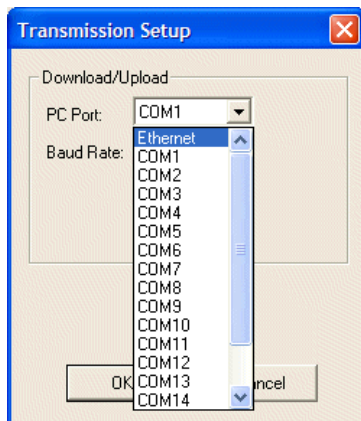 Transmission Setup
Download/Upload
PC Port: COM1
Ethernet
Baud Rate: COM1
COM2
COM3
COM4
COM5
COM6
COM7
COM8
COM9
COM10
COM11
COM12
OK COM13 ncel
COM14